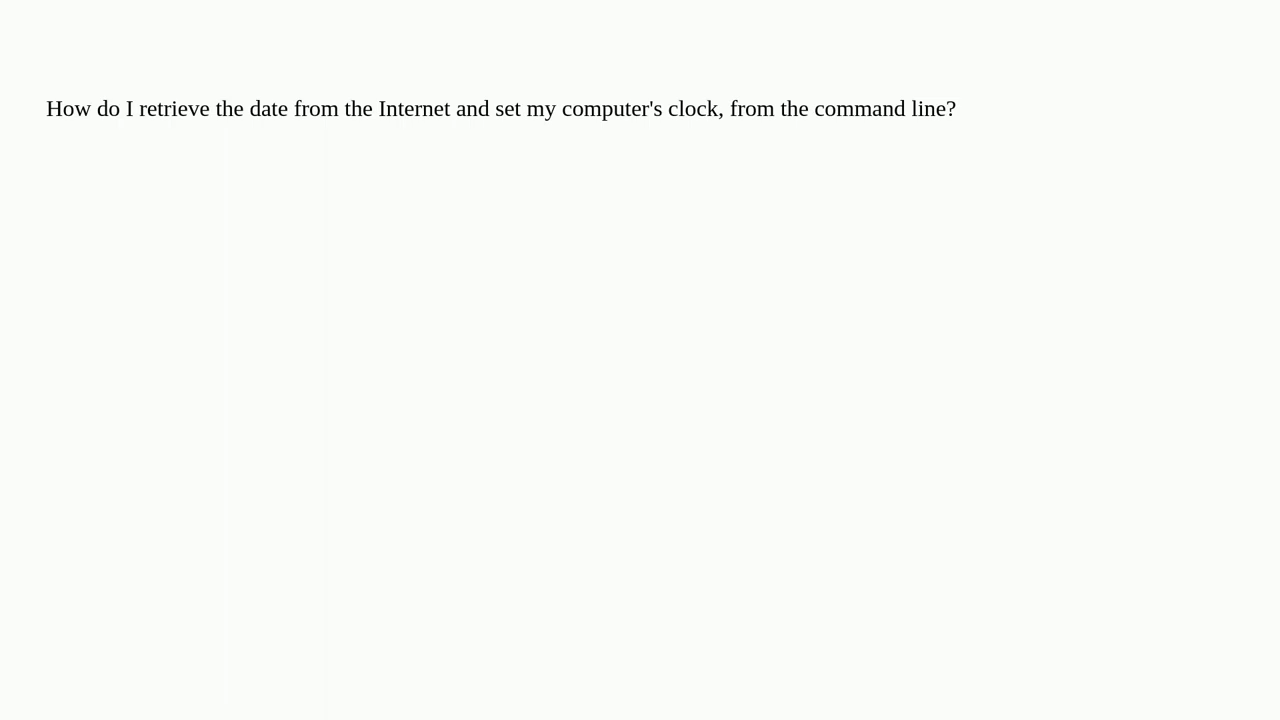 How do I retrieve the date from the Internet and set my computer's clock, from the command line?